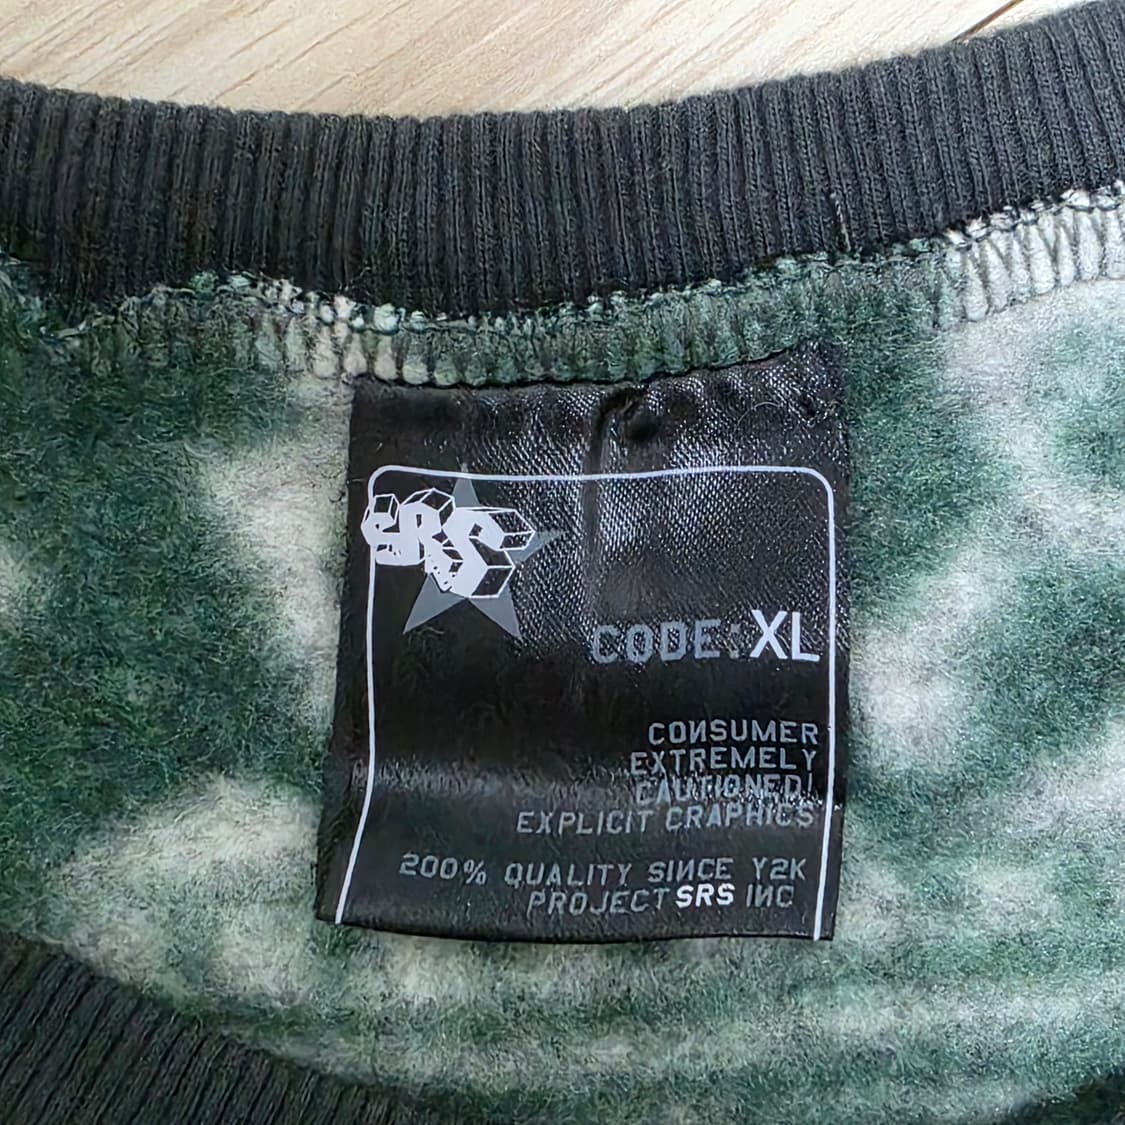 SRS
CODE: XL
CONSUMER
EXTREMELY
CAUTIONED!
EXPLICIT GRAPHICS
200% QUALITY SINCE Y2K
PROJECT SRS INC